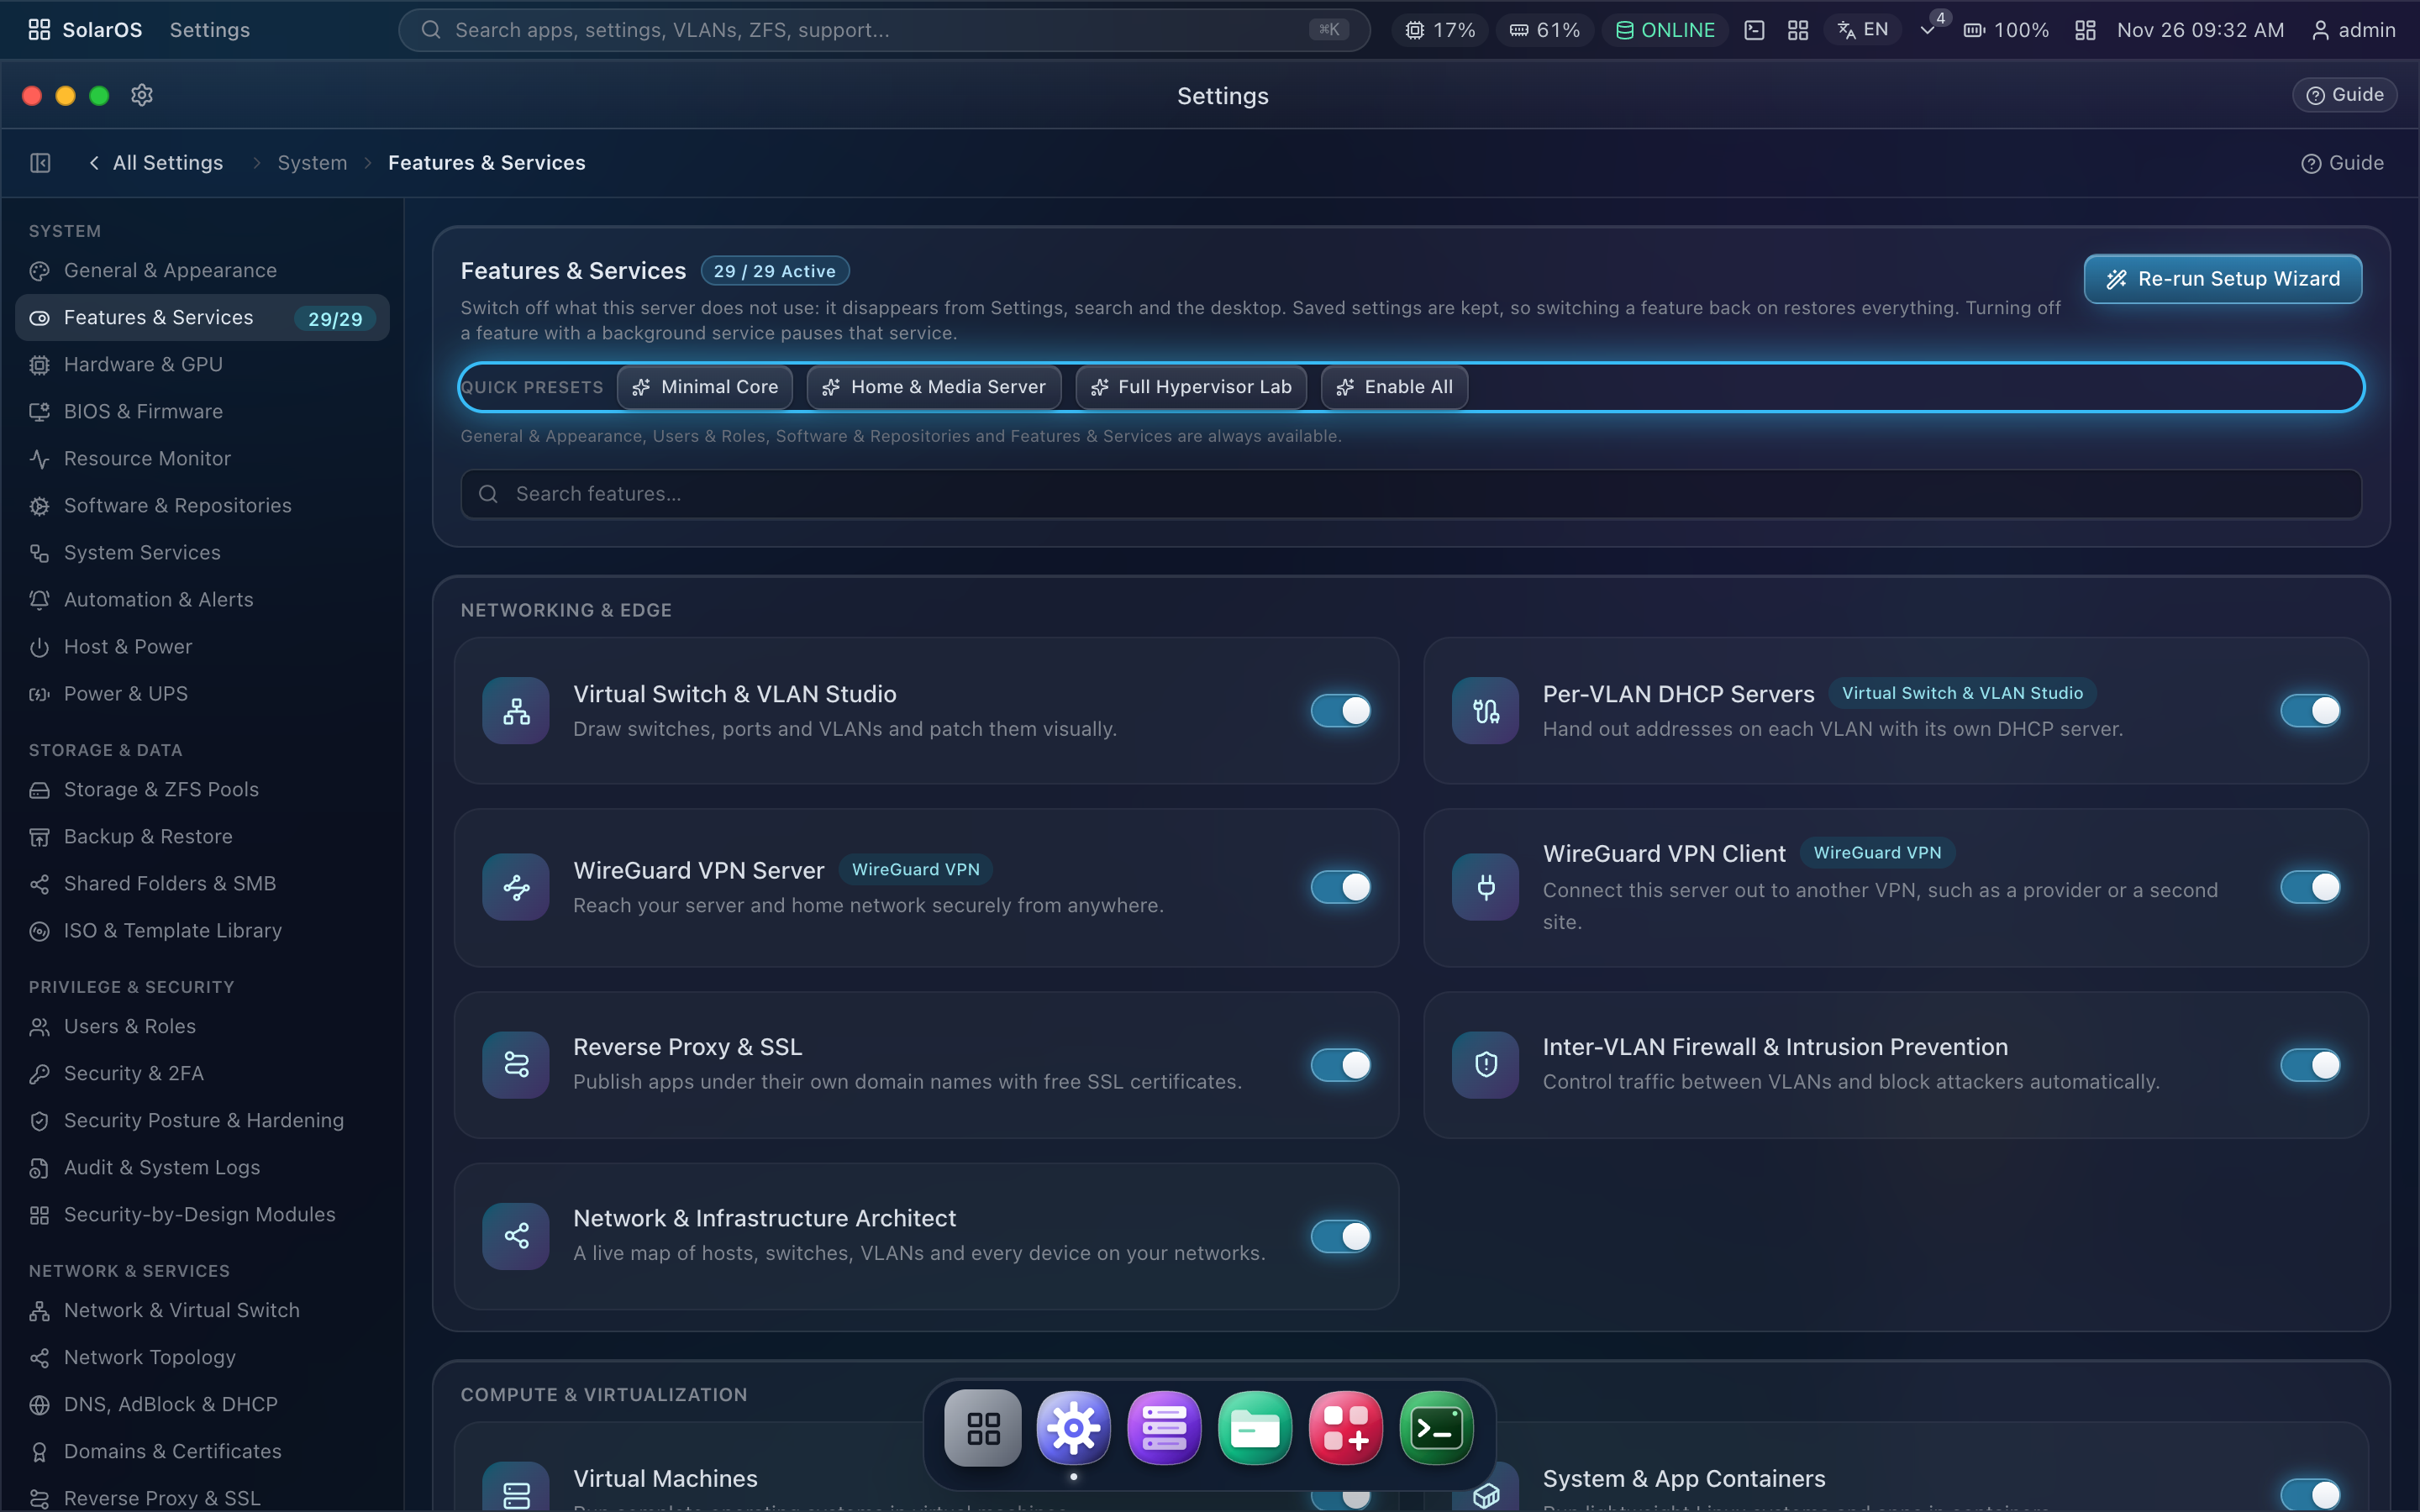 SolarOS
Settings
Search apps, settings, VLANs, ZFS, support...
⌘K
17%
61%
ONLINE
EN
4
100%
Nov 26 09:32 AM
admin
Settings
Guide
All Settings
System
Features & Services
Guide
SYSTEM
General & Appearance
Features & Services 29/29
Hardware & GPU
BIOS & Firmware
Resource Monitor
Software & Repositories
System Services
Automation & Alerts
Host & Power
Power & UPS
STORAGE & DATA
Storage & ZFS Pools
Backup & Restore
Shared Folders & SMB
ISO & Template Library
PRIVILEGE & SECURITY
Users & Roles
Security & 2FA
Security Posture & Hardening
Audit & System Logs
Security-by-Design Modules
NETWORK & SERVICES
Network & Virtual Switch
Network Topology
DNS, AdBlock & DHCP
Domains & Certificates
Reverse Proxy & SSL
Features & Services 29 / 29 Active
Re-run Setup Wizard
Switch off what this server does not use: it disappears from Settings, search and the desktop. Saved settings are kept, so switching a feature back on restores everything. Turning off
a feature with a background service pauses that service.
QUICK PRESETS Minimal Core Home & Media Server Full Hypervisor Lab Enable All
General & Appearance, Users & Roles, Software & Repositories and Features & Services are always available.
Search features...
NETWORKING & EDGE
Virtual Switch & VLAN Studio
Draw switches, ports and VLANs and patch them visually.
Per-VLAN DHCP Servers Virtual Switch & VLAN Studio
Hand out addresses on each VLAN with its own DHCP server.
WireGuard VPN Server WireGuard VPN
Reach your server and home network securely from anywhere.
WireGuard VPN Client WireGuard VPN
Connect this server out to another VPN, such as a provider or a second
site.
Reverse Proxy & SSL
Publish apps under their own domain names with free SSL certificates.
Inter-VLAN Firewall & Intrusion Prevention
Control traffic between VLANs and block attackers automatically.
Network & Infrastructure Architect
A live map of hosts, switches, VLANs and every device on your networks.
COMPUTE & VIRTUALIZATION
Virtual Machines
System & App Containers